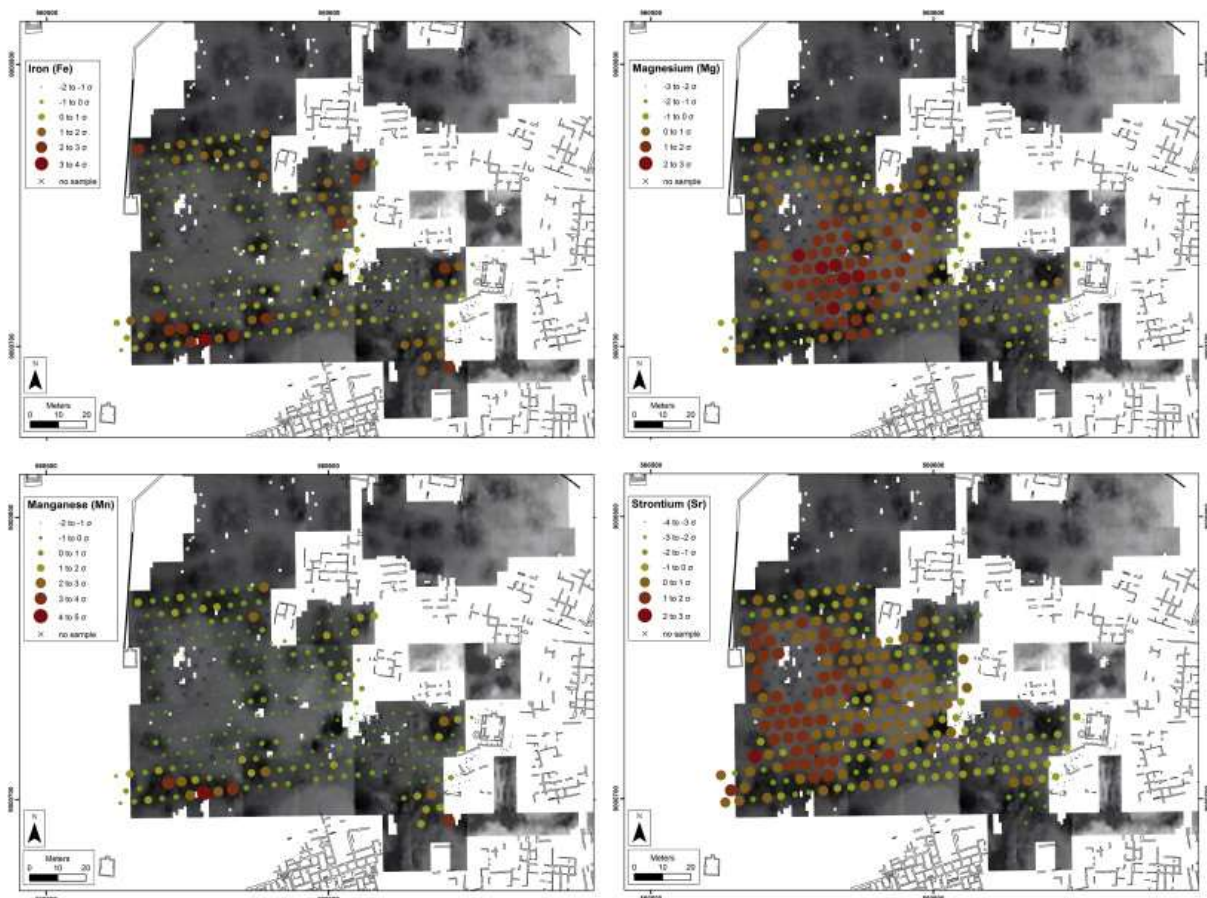 Iron (Fe)
-2 to -1 σ
-1 to 0 σ
0 to 1 σ
1 to 2 σ
2 to 3 σ
3 to 4 σ
no sample
N
Meters
0 10 20
Magnesium (Mg)
-3 to -2 σ
-2 to -1 σ
-1 to 0 σ
0 to 1 σ
1 to 2 σ
2 to 3 σ
no sample
N
Meters
0 10 20
Manganese (Mn)
-2 to -1 σ
-1 to 0 σ
0 to 1 σ
1 to 2 σ
2 to 3 σ
3 to 4 σ
4 to 5 σ
no sample
N
Meters
0 10 20
Strontium (Sr)
-4 to -3 σ
-3 to -2 σ
-2 to -1 σ
-1 to 0 σ
0 to 1 σ
1 to 2 σ
2 to 3 σ
no sample
N
Meters
0 10 20